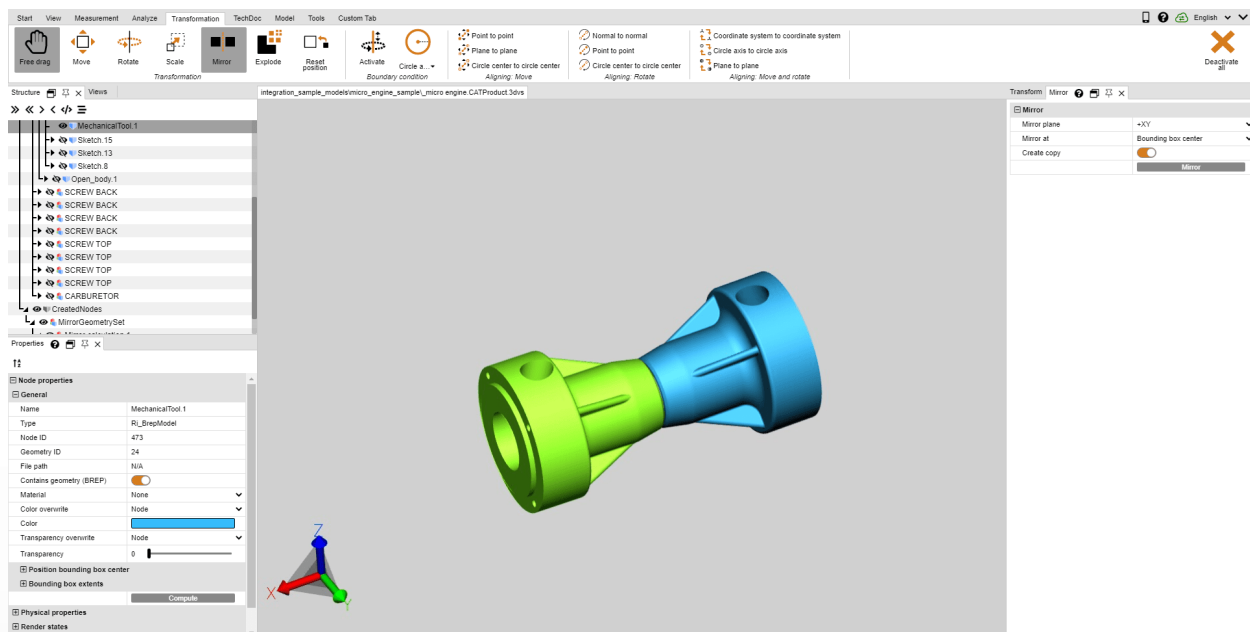 Start View Measurement Analyze Transformation TechDoc Model Tools Custom Tab English
Free drag Move Rotate Scale Mirror Explode Reset position
Transformation
Activate Circle a...
Boundary condition
Point to point
Plane to plane
Circle center to circle center
Aligning: Move
Normal to normal
Point to point
Circle center to circle center
Aligning: Rotate
Coordinate system to coordinate system
Circle axis to circle axis
Plane to plane
Aligning: Move and rotate
Deactivate all
Structure Views
MechanicalTool.1
Sketch.15
Sketch.13
Sketch.8
Open_body.1
SCREW BACK
SCREW BACK
SCREW BACK
SCREW BACK
SCREW TOP
SCREW TOP
SCREW TOP
SCREW TOP
CARBURETOR
CreatedNodes
MirrorGeometrySet
Properties
Node properties
General
Name MechanicalTool.1
Type Ri_BrepModel
Node ID 473
Geometry ID 24
File path N/A
Contains geometry (BREP)
Material None
Color overwrite Node
Color
Transparency overwrite Node
Transparency 0
Position bounding box center
Bounding box extents
Compute
Physical properties
Render states
integration_sample_models\micro_engine_sample\_micro engine.CATProduct.3dvs
Z
X
Y
Transform Mirror
Mirror
Mirror plane +XY
Mirror at Bounding box center
Create copy
Mirror